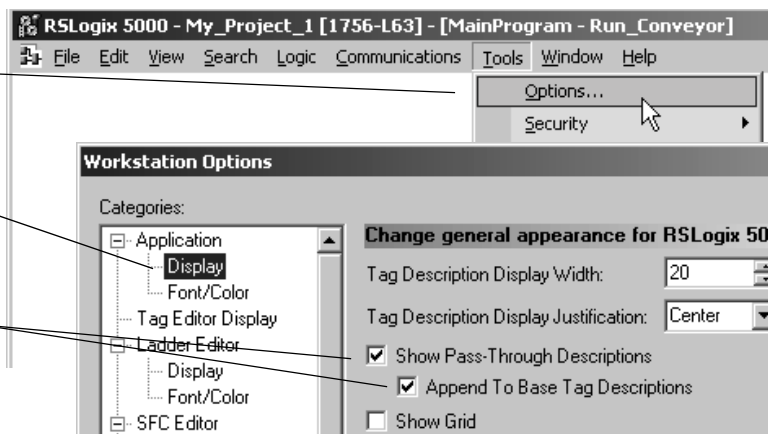 RSLogix 5000 - My_Project_1 [1756-L63] - [MainProgram - Run_Conveyor]
File Edit View Search Logic Communications Tools Window Help
Options...
Security
Workstation Options
Categories:
Application
Display
Font/Color
Tag Editor Display
Ladder Editor
Display
Font/Color
SFC Editor
Change general appearance for RSLogix 50
Tag Description Display Width: 20
Tag Description Display Justification: Center
Show Pass-Through Descriptions
Append To Base Tag Descriptions
Show Grid